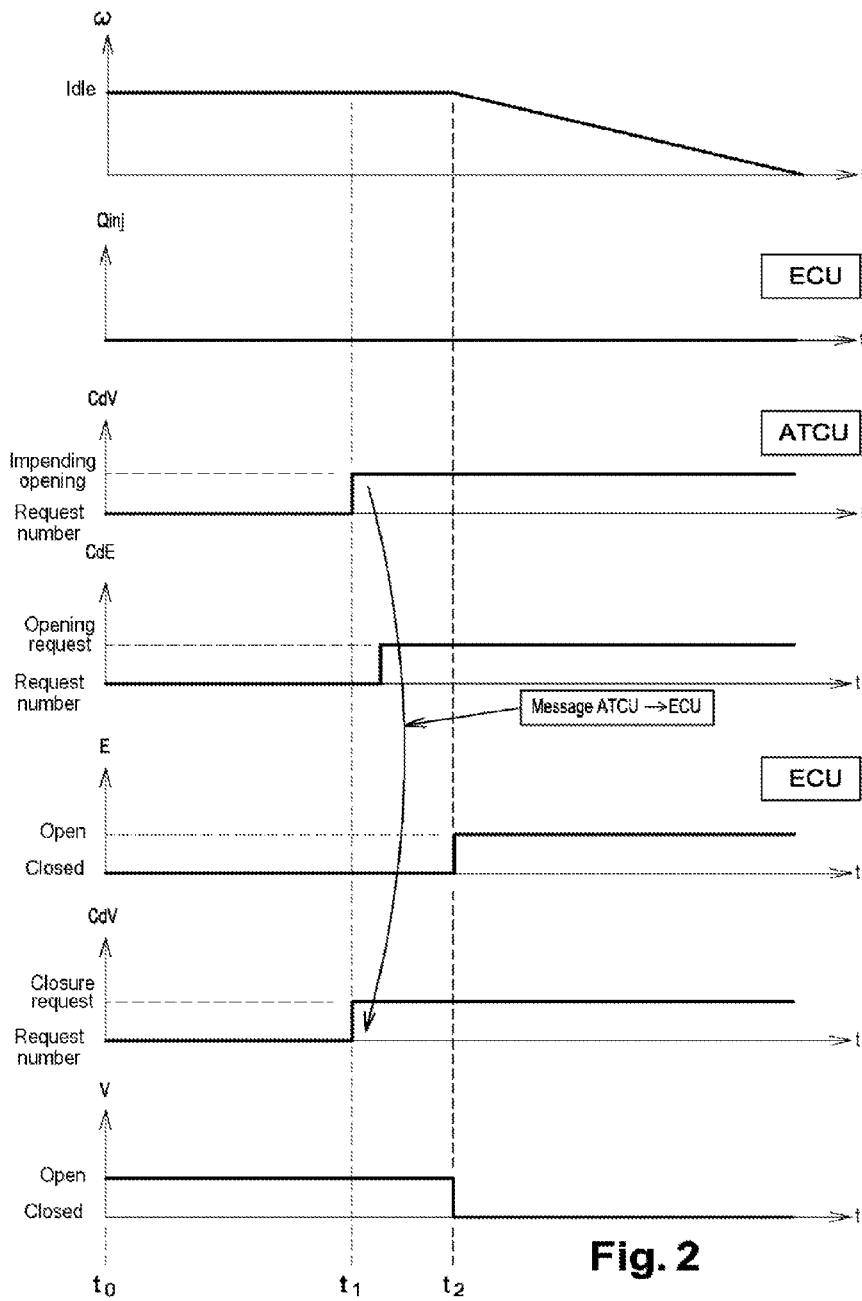 ω
Idle
t
Qinj
ECU
t
CdV
ATCU
Impending
opening
Request
number
t
CdE
Opening
request
Request
number
t
Message ATCU →ECU
E
ECU
Open
Closed
t
CdV
Closure
request
Request
number
t
V
Open
Closed
t
Fig. 2
t0 t1 t2